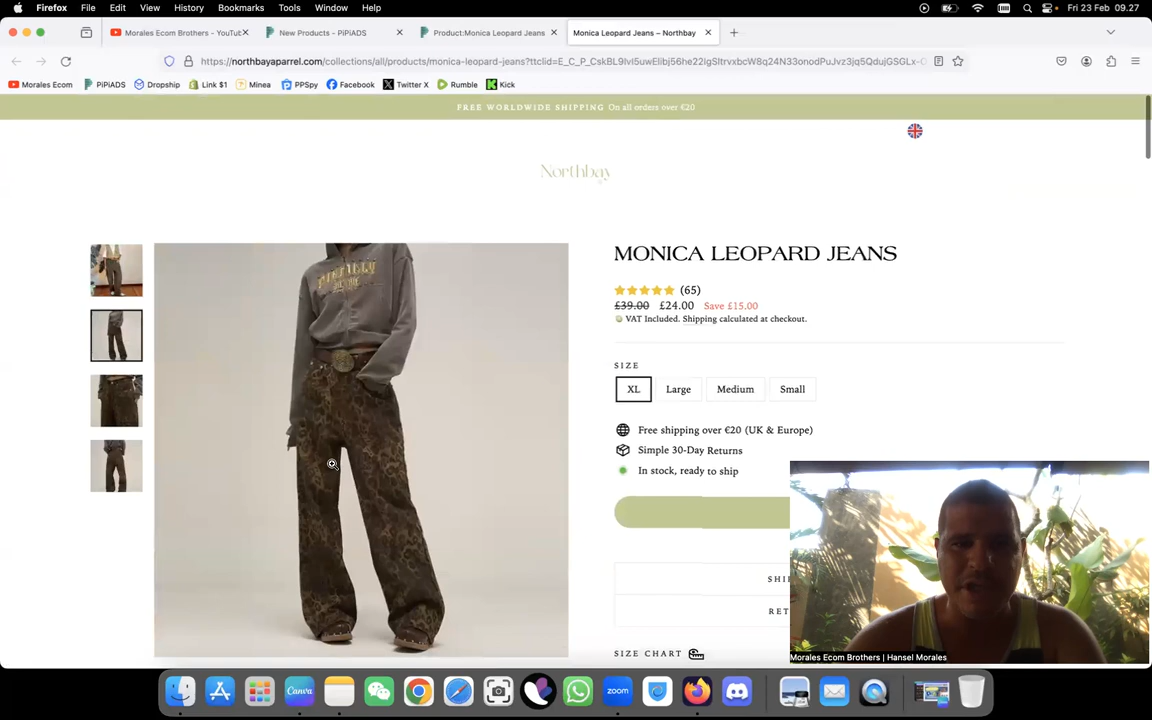 Firefox File Edit View History Bookmarks Tools Window Help Fri 23 Feb 09.27
Morales Ecom Brothers - YouTub New Products - PiPiADS Product:Monica Leopard Jeans Monica Leopard Jeans – Northbay
https://northbayaparrel.com/collections/all/products/monica-leopard-jeans?ttclid=
Morales Ecom PiPiADS Dropship Link $1 Minea PPSpy Facebook Twitter X Rumble Kick
FREE WORLDWIDE SHIPPING On all orders over €20
Northbay
MONICA LEOPARD JEANS
(65)
£39.00 £24.00 Save £15.00
VAT Included. Shipping calculated at checkout.
SIZE
XL Large Medium Small
Free shipping over €20 (UK & Europe)
Simple 30-Day Returns
In stock, ready to ship
SHI
RET
SIZE CHART
Morales Ecom Brothers | Hansel Morales
Canva
zoom